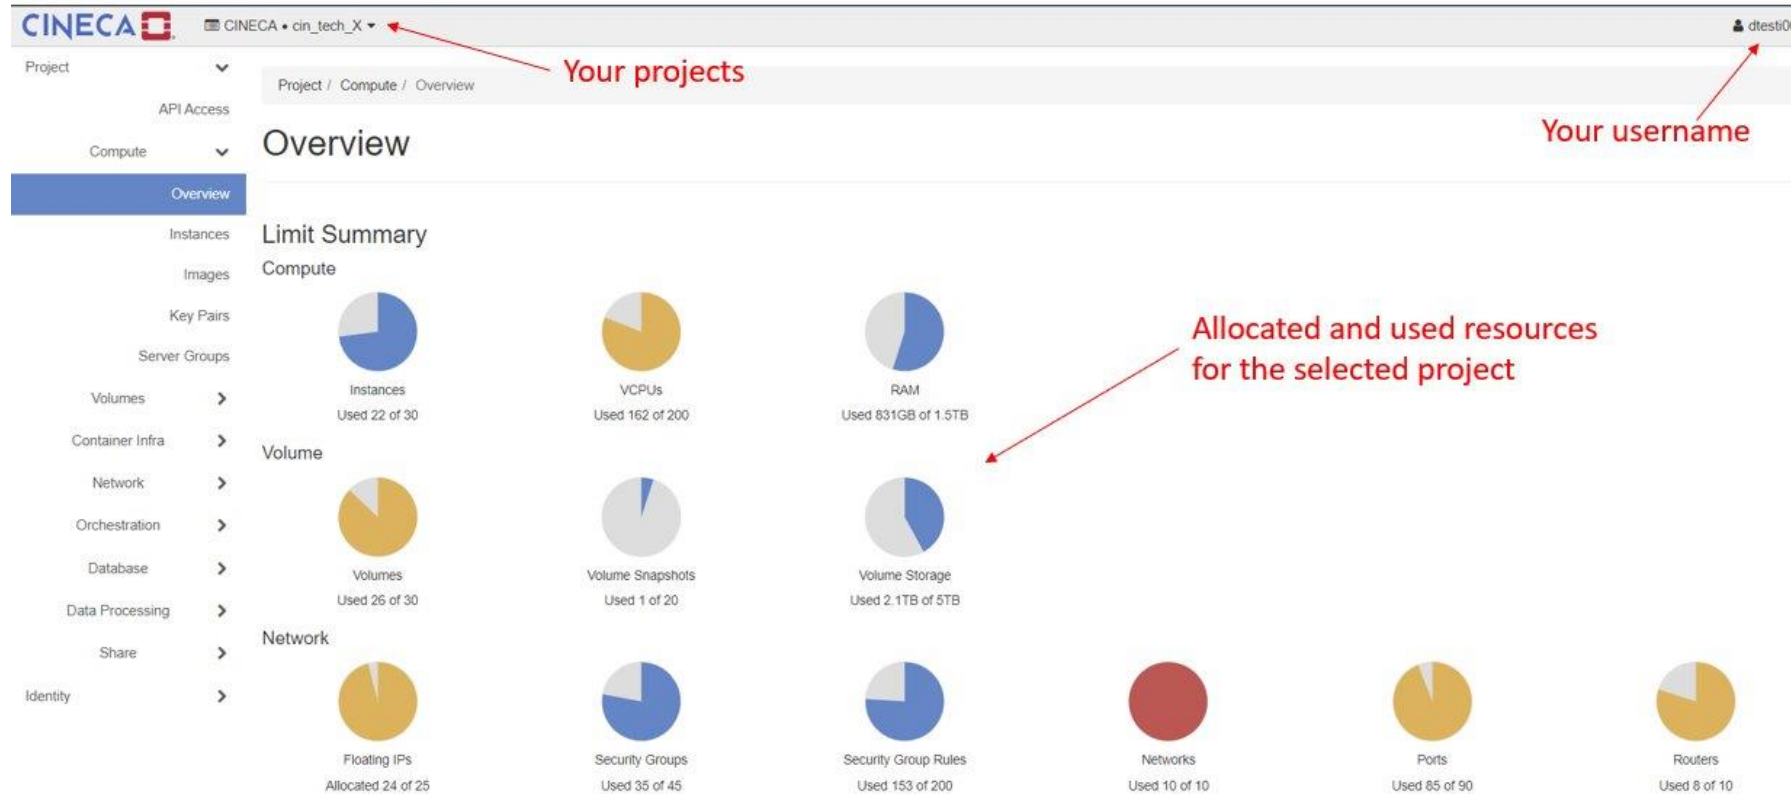 CINECA
CINECA • cin_tech_X
Your projects
Your username
Project
API Access
Compute
Overview
Instances
Images
Key Pairs
Server Groups
Volumes
Container Infra
Network
Orchestration
Database
Data Processing
Share
Identity
Project / Compute / Overview
Overview
Limit Summary
Compute
Instances
Used 22 of 30
VCPUs
Used 162 of 200
RAM
Used 831GB of 1.5TB
Allocated and used resources
for the selected project
Volume
Volumes
Used 26 of 30
Volume Snapshots
Used 1 of 20
Volume Storage
Used 2.1TB of 5TB
Network
Floating IPs
Allocated 24 of 25
Security Groups
Used 35 of 45
Security Group Rules
Used 153 of 200
Networks
Used 10 of 10
Ports
Used 85 of 90
Routers
Used 8 of 10